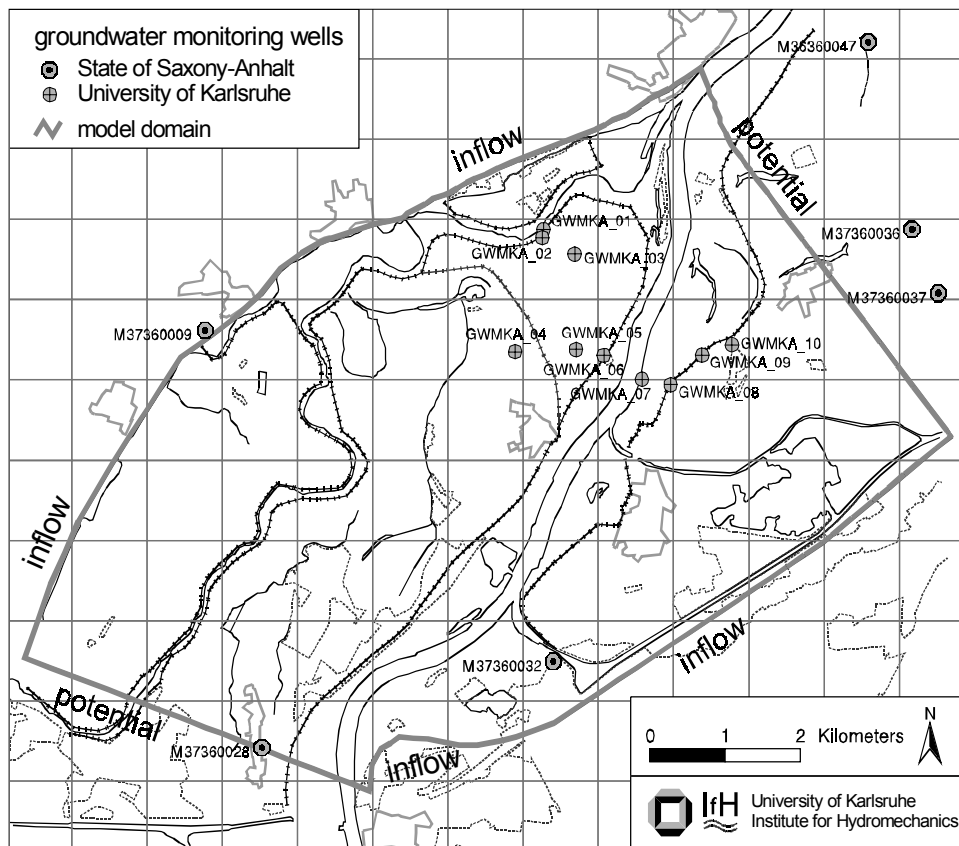 groundwater monitoring wells
State of Saxony-Anhalt
University of Karlsruhe
model domain
M36360047
inflow
potential
GWMKA_01
GWMKA_02
GWMKA_03
M37360036
M37360037
M37360009
GWMKA_04
GWMKA_05
GWMKA_10
GWMKA_09
GWMKA_06
GWMKA_07
GWMKA_08
inflow
inflow
M37360032
potential
M37360028
inflow
0 1 2 Kilometers
N
IfH
University of Karlsruhe
Institute for Hydromechanics